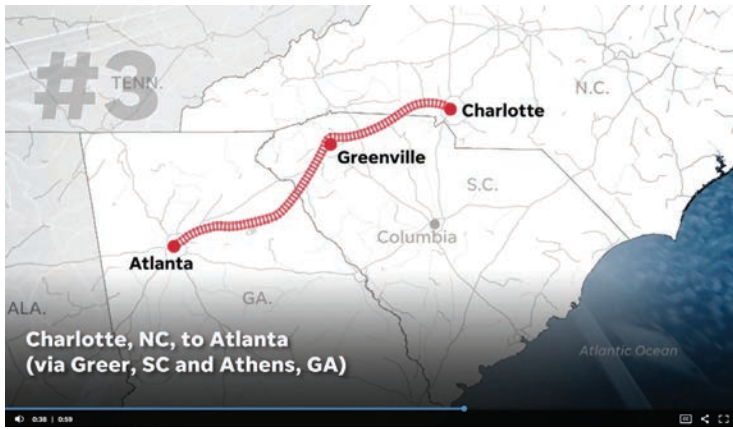 #3
TENN.
N.C.
Charlotte
Greenville
S.C.
Columbia
Atlanta
ALA.
GA.
Charlotte, NC, to Atlanta
(via Greer, SC and Athens, GA)
Atlantic Ocean
0:38 | 0:59
CC